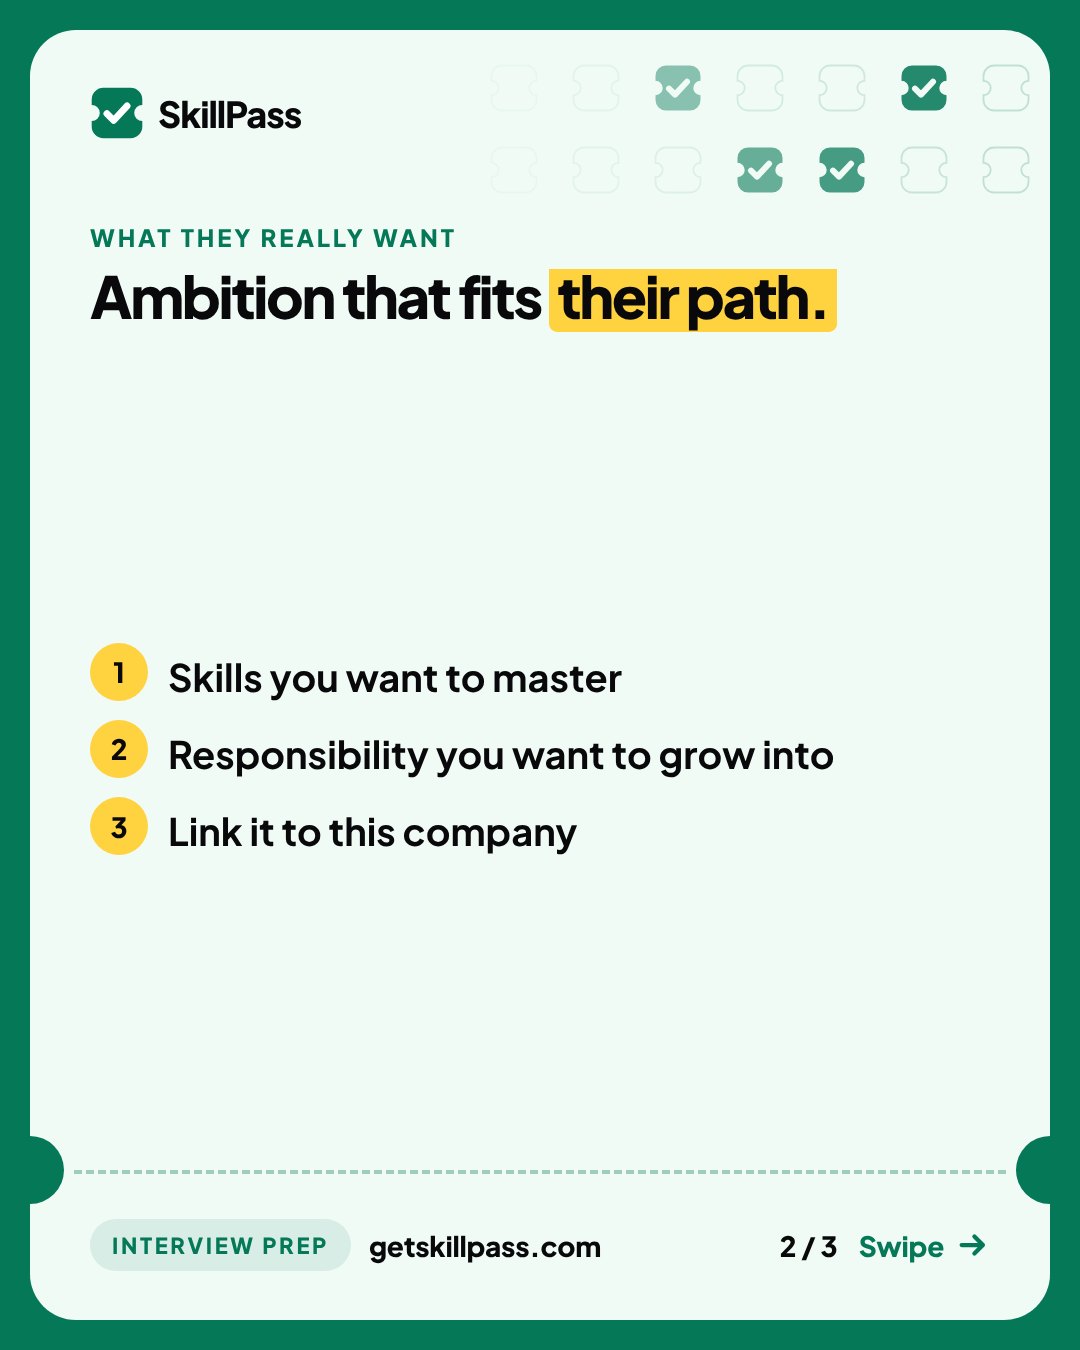 SkillPass
WHAT THEY REALLY WANT
Ambition that fits their path.
1 Skills you want to master
2 Responsibility you want to grow into
3 Link it to this company
INTERVIEW PREP getskillpass.com 2 / 3 Swipe →